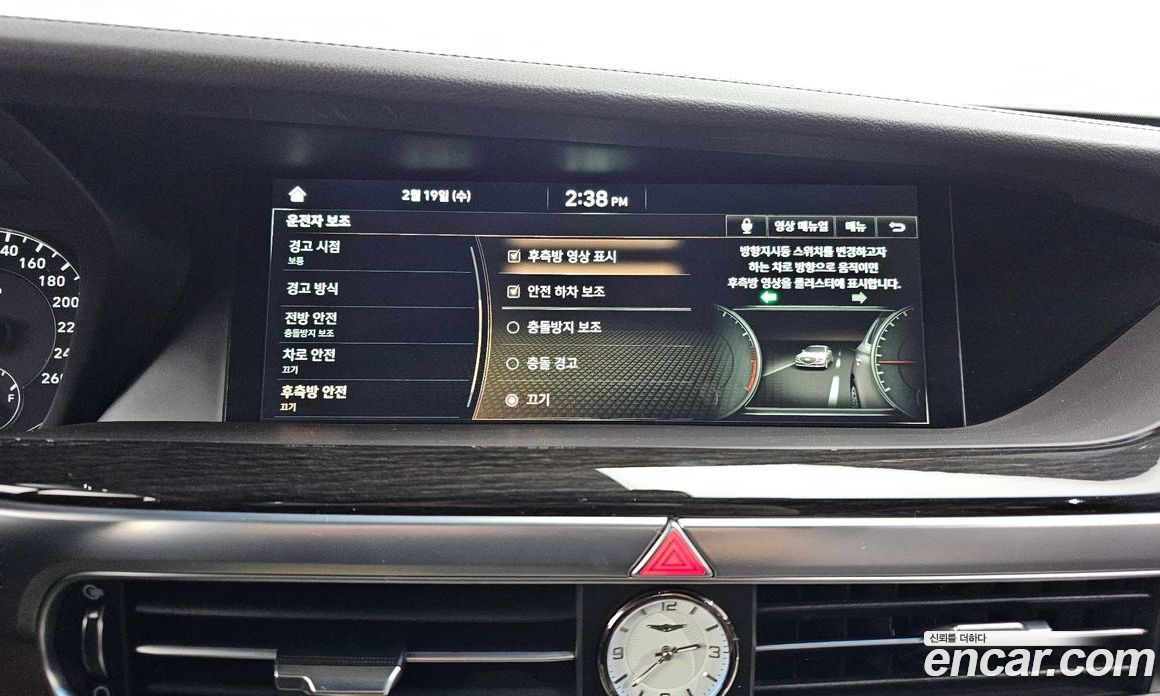 2월 19일 (수)
2:38 PM
운전자 보조
영상 매뉴얼
메뉴
경고 시점
보통
경고 방식
전방 안전
충돌방지 보조
차로 안전
끄기
후측방 안전
끄기
후측방 영상 표시
안전 하차 보조
충돌방지 보조
충돌 경고
끄기
방향지시등 스위치를 변경하고자
하는 차로 방향으로 움직이면
후측방 영상을 클러스터에 표시합니다.
140
160
180
200
F
12
3
9
신뢰를 더하다
encar.com